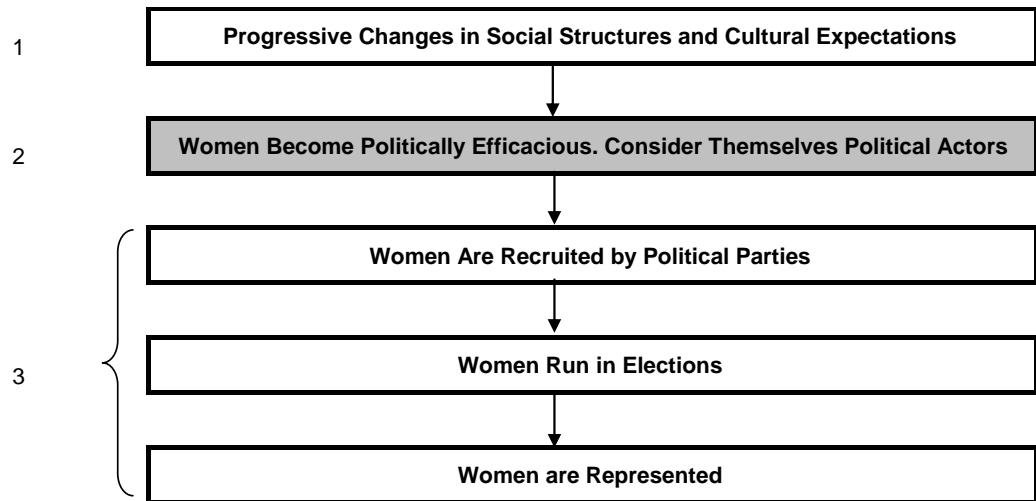 1
Progressive Changes in Social Structures and Cultural Expectations
2
Women Become Politically Efficacious. Consider Themselves Political Actors
Women Are Recruited by Political Parties
3
Women Run in Elections
Women are Represented